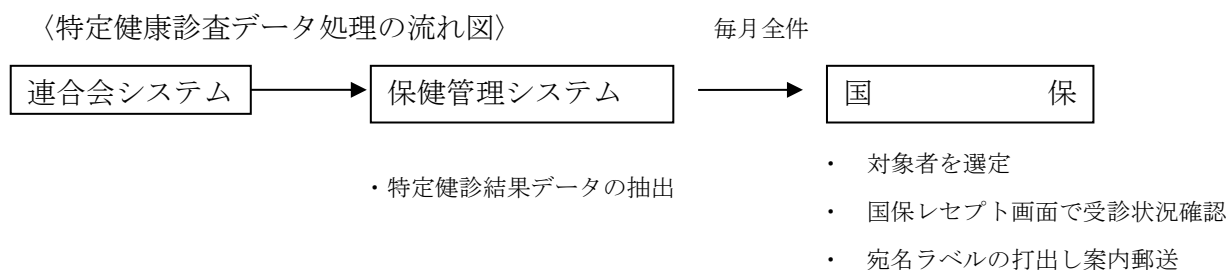 〈特定健康診査データ処理の流れ図〉
毎月全件
連合会システム
保健管理システム
国 保
・特定健診結果データの抽出
・ 対象者を選定
・ 国保レセプト画面で受診状況確認
・ 宛名ラベルの打出し案内郵送